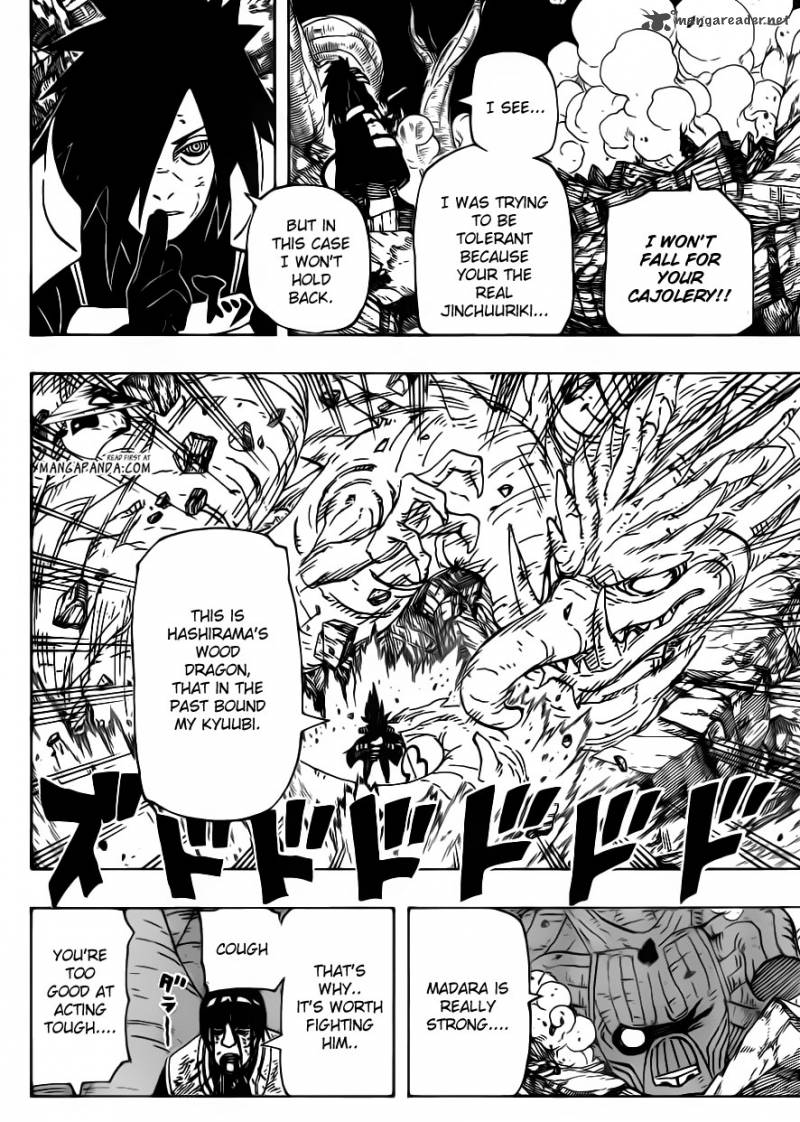 mangareader.net
I SEE...
I WON'T
FALL FOR
YOUR
CAJOLERY!!
I WAS TRYING
TO BE
TOLERANT
BECAUSE
YOUR THE
REAL
JINCHUURIKI...
BUT IN
THIS CASE
I WON'T
HOLD
BACK.
READ FIRST AT
MANGAPANDA.COM
THIS IS
HASHIRAMA'S
WOOD
DRAGON,
THAT IN THE
PAST BOUND
MY KYUUBI.
ズドドドドドド
MADARA IS
REALLY
STRONG....
THAT'S
WHY..
IT'S WORTH
FIGHTING
HIM..
COUGH
ダラー
YOU'RE
TOO
GOOD AT
ACTING
TOUGH....